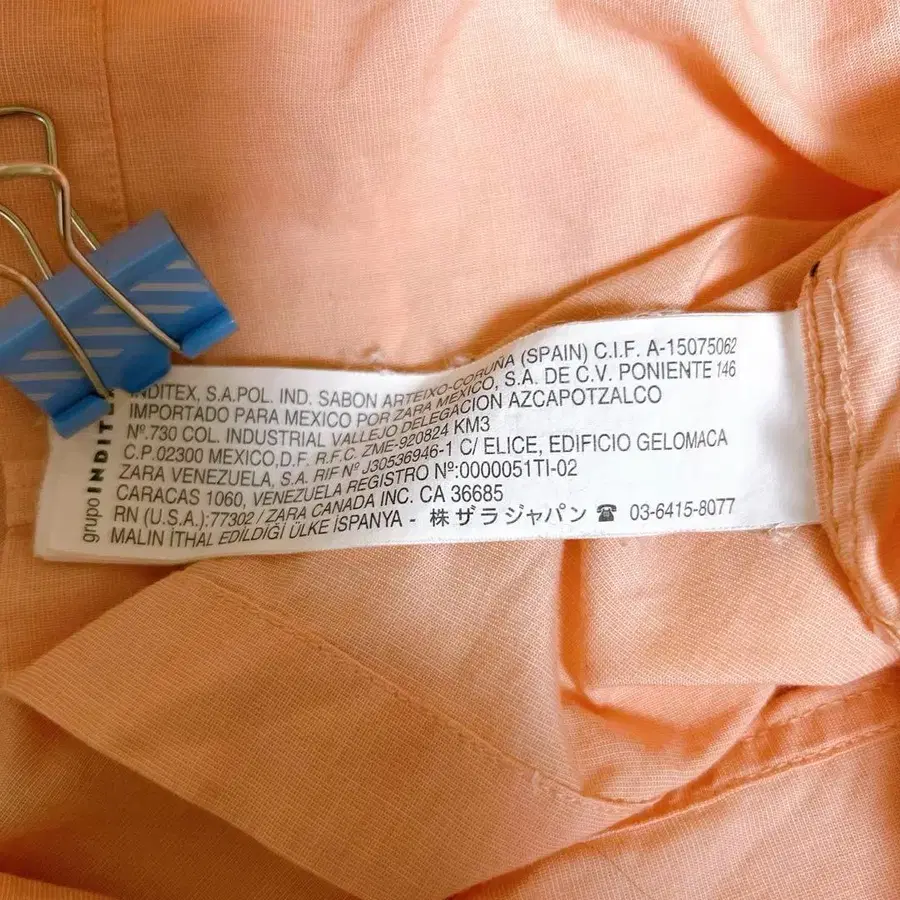 grupo INDITEX
INDITEX, S.A.POL. IND. SABON ARTEIXO-CORUÑA (SPAIN) C.I.F. A-15075062
IMPORTADO PARA MEXICO POR ZARA MEXICO, S.A. DE C.V. PONIENTE 146
Nº.730 COL. INDUSTRIAL VALLEJO DELEGACION AZCAPOTZALCO
C.P.02300 MEXICO,D.F. R.F.C. ZME-920824 KM3
ZARA VENEZUELA, S.A. RIF Nº J30536946-1 C/ ELICE, EDIFICIO GELOMACA
CARACAS 1060, VENEZUELA REGISTRO Nº:0000051TI-02
RN (U.S.A.):77302 / ZARA CANADA INC. CA 36685
MALIN İTHAL EDILDİĞİ ÜLKE İSPANYA - 株ザラジャパン ☎ 03-6415-8077